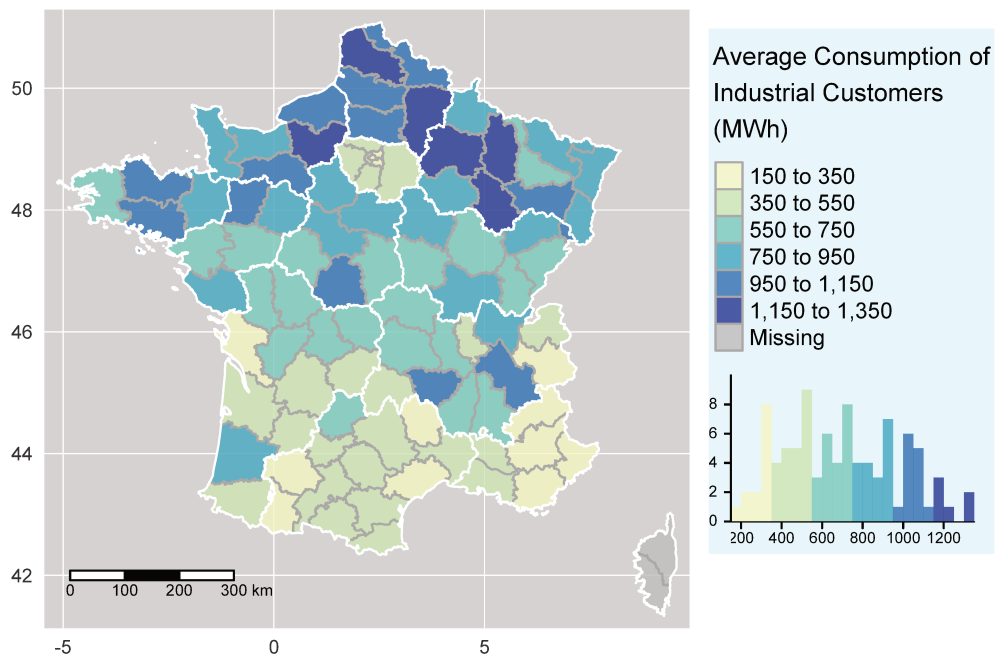 50
48
46
44
42
0 100 200 300 km
-5 0 5
Average Consumption of
Industrial Customers
(MWh)
150 to 350
350 to 550
550 to 750
750 to 950
950 to 1,150
1,150 to 1,350
Missing
8
6
4
2
0
200 400 600 800 1000 1200